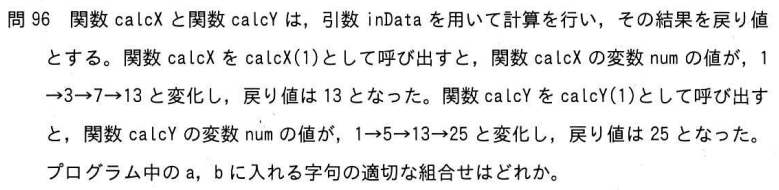 問 96 関数 calcX と関数 calcY は，引数 inData を用いて計算を行い，その結果を戻り値
とする。関数 calcX を calcX(1)として呼び出すと，関数 calcX の変数 num の値が，1
→3→7→13 と変化し，戻り値は 13 となった。関数 calcY を calcY(1)として呼び出す
と，関数 calcY の変数 num の値が，1→5→13→25 と変化し，戻り値は 25 となった。
プログラム中の a，b に入れる字句の適切な組合せはどれか。